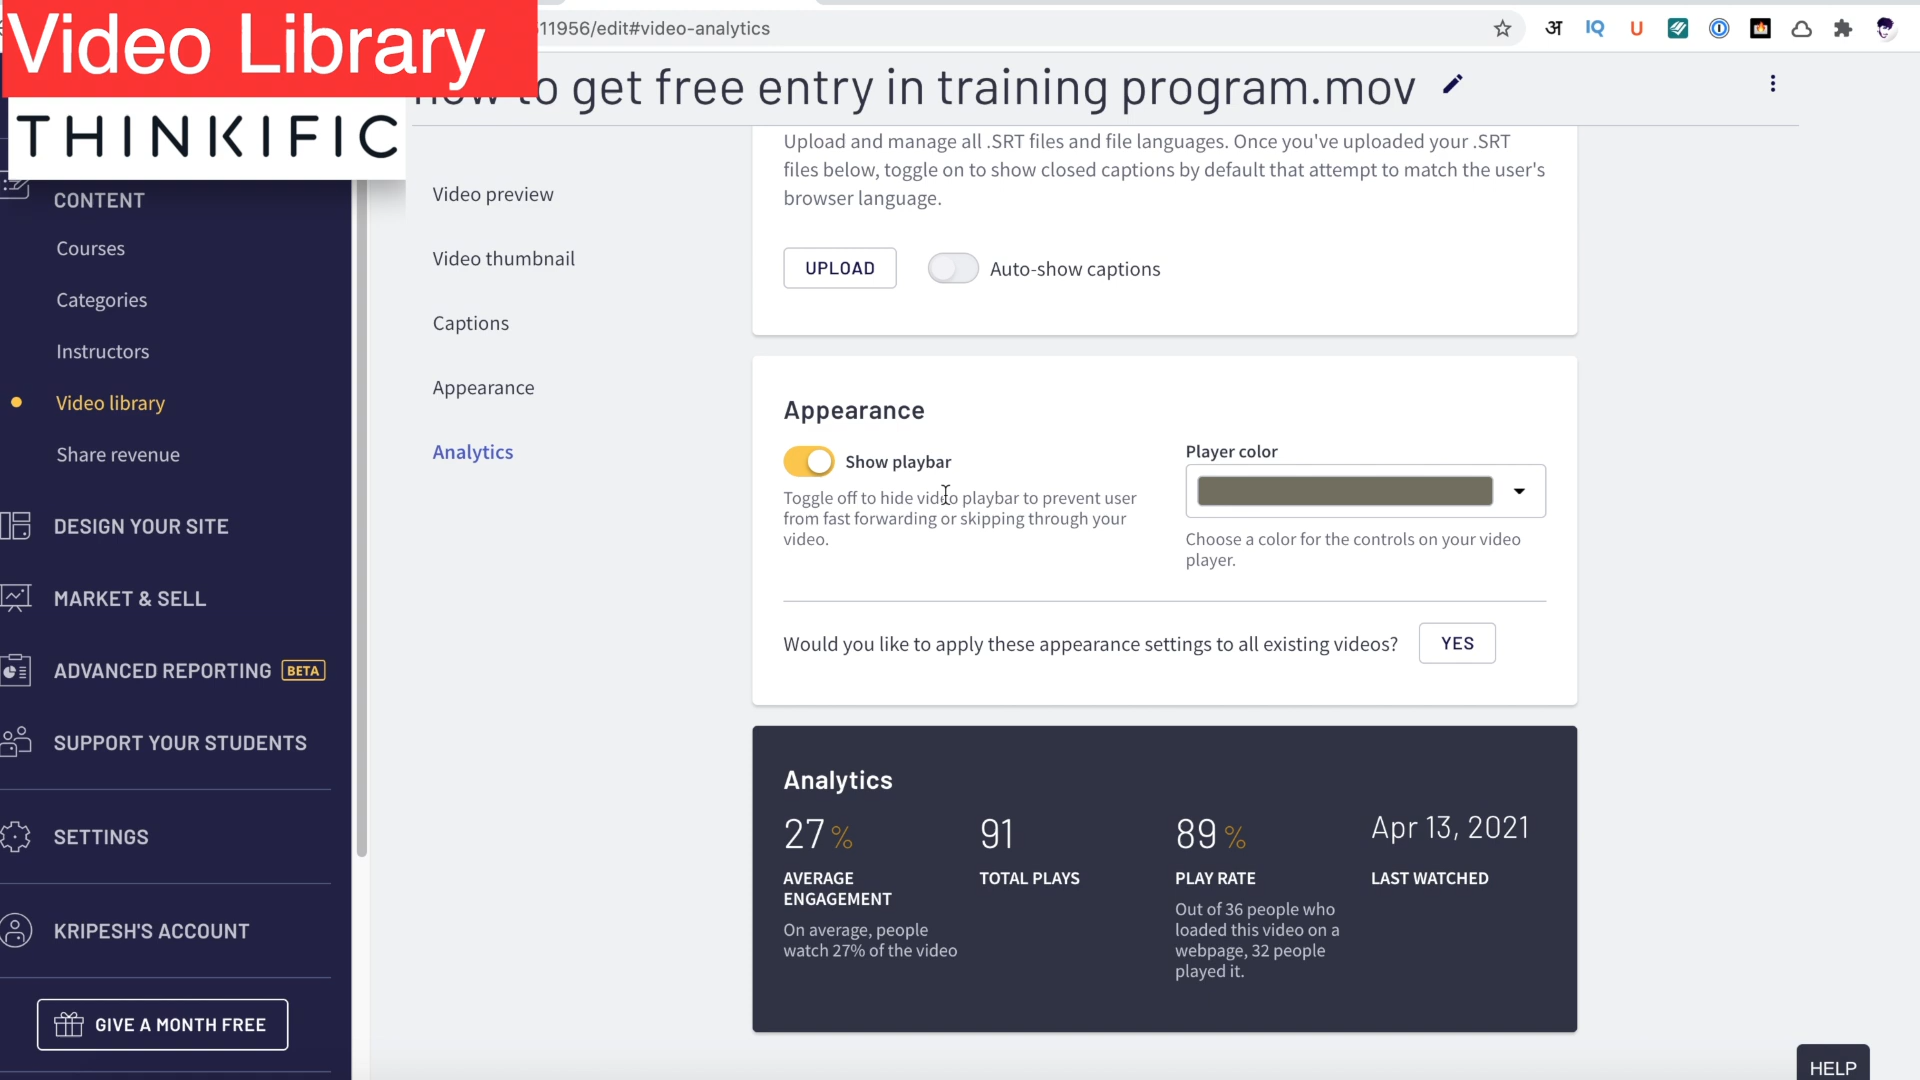 Video Library
THINKIFIC
11956/edit#video-analytics
अ
IQ
U
to get free entry in training program.mov
CONTENT
Courses
Categories
Instructors
Video library
Share revenue
DESIGN YOUR SITE
MARKET & SELL
ADVANCED REPORTING BETA
SUPPORT YOUR STUDENTS
SETTINGS
KRIPESH'S ACCOUNT
GIVE A MONTH FREE
Video preview
Video thumbnail
Captions
Appearance
Analytics
Upload and manage all .SRT files and file languages. Once you've uploaded your .SRT
files below, toggle on to show closed captions by default that attempt to match the user's
browser language.
UPLOAD
Auto-show captions
Appearance
Show playbar
Toggle off to hide video playbar to prevent user
from fast forwarding or skipping through your
video.
Player color
Choose a color for the controls on your video
player.
Would you like to apply these appearance settings to all existing videos?
YES
Analytics
27 %
AVERAGE
ENGAGEMENT
On average, people
watch 27% of the video
91
TOTAL PLAYS
89 %
PLAY RATE
Out of 36 people who
loaded this video on a
webpage, 32 people
played it.
Apr 13, 2021
LAST WATCHED
HELP